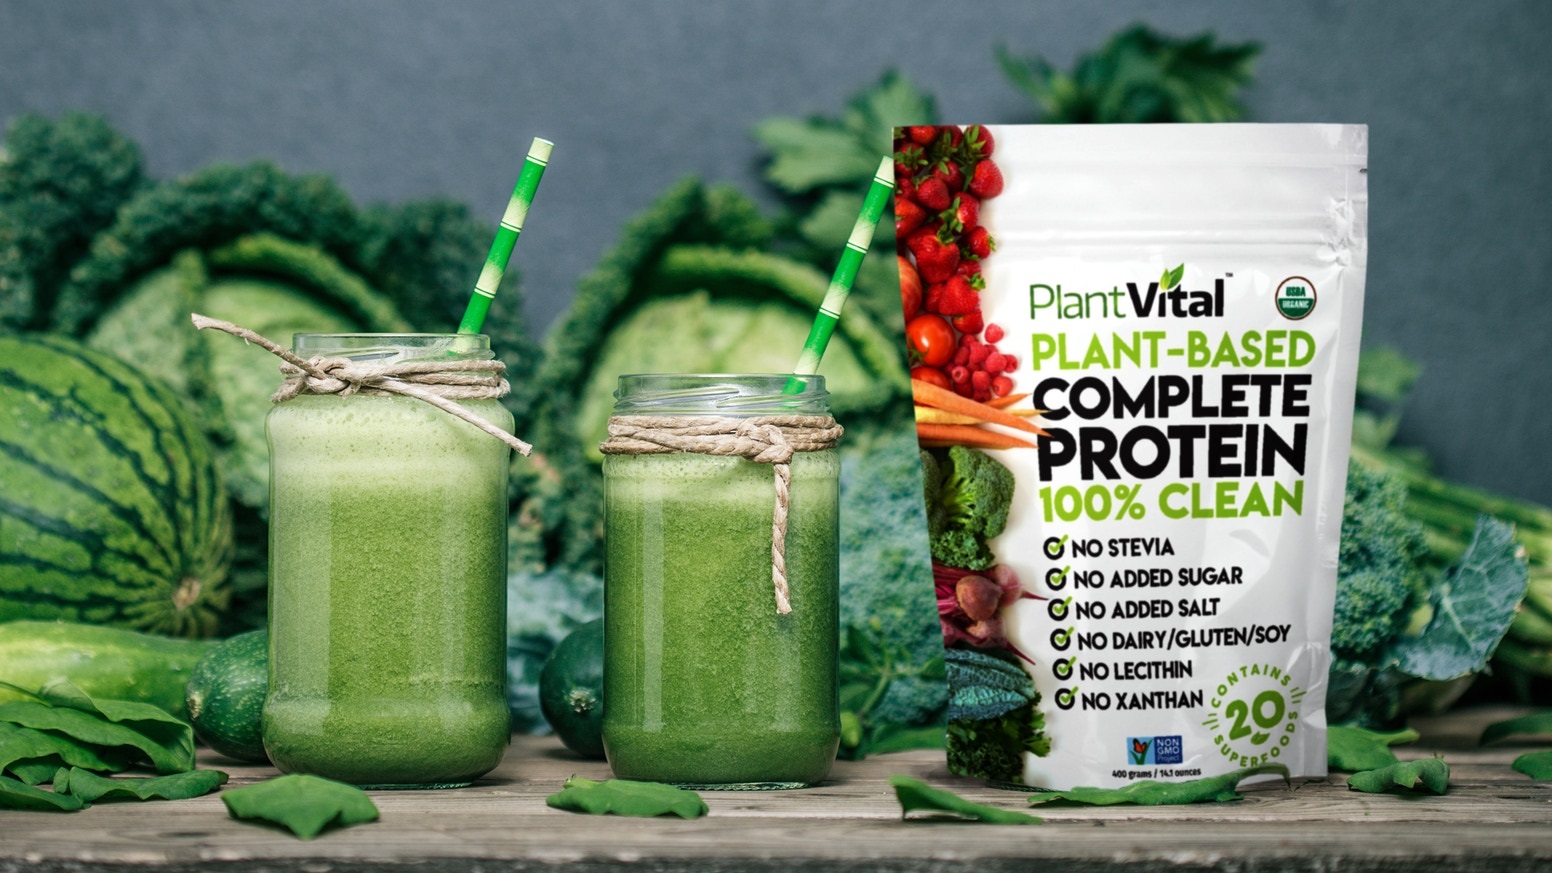 PlantVital™
USDA
ORGANIC
PLANT-BASED
COMPLETE
PROTEIN
100% CLEAN
NO STEVIA
NO ADDED SUGAR
NO ADDED SALT
NO DAIRY/GLUTEN/SOY
NO LECITHIN
NO XANTHAN
CONTAINS
20
SUPERFOODS
NON
GMO
Project
400 grams / 14.1 ounces